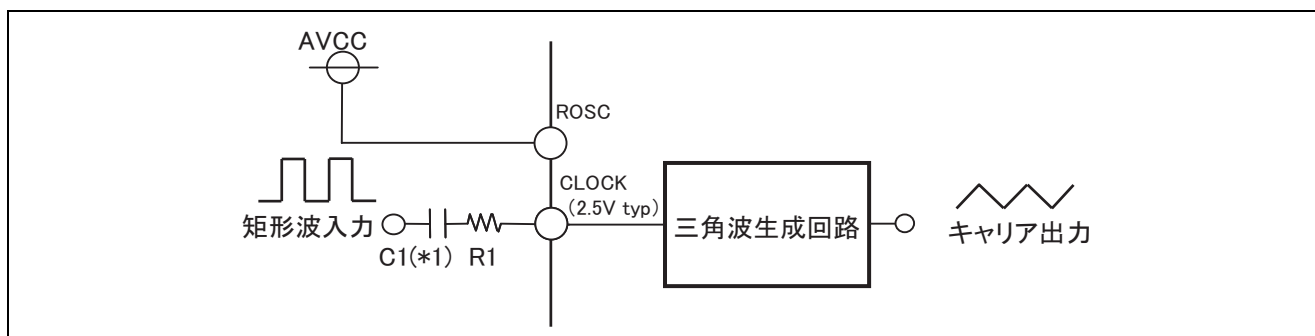 AVCC
ROSC
CLOCK
(2.5V typ)
矩形波入力
C1(*1) R1
三角波生成回路
キャリア出力